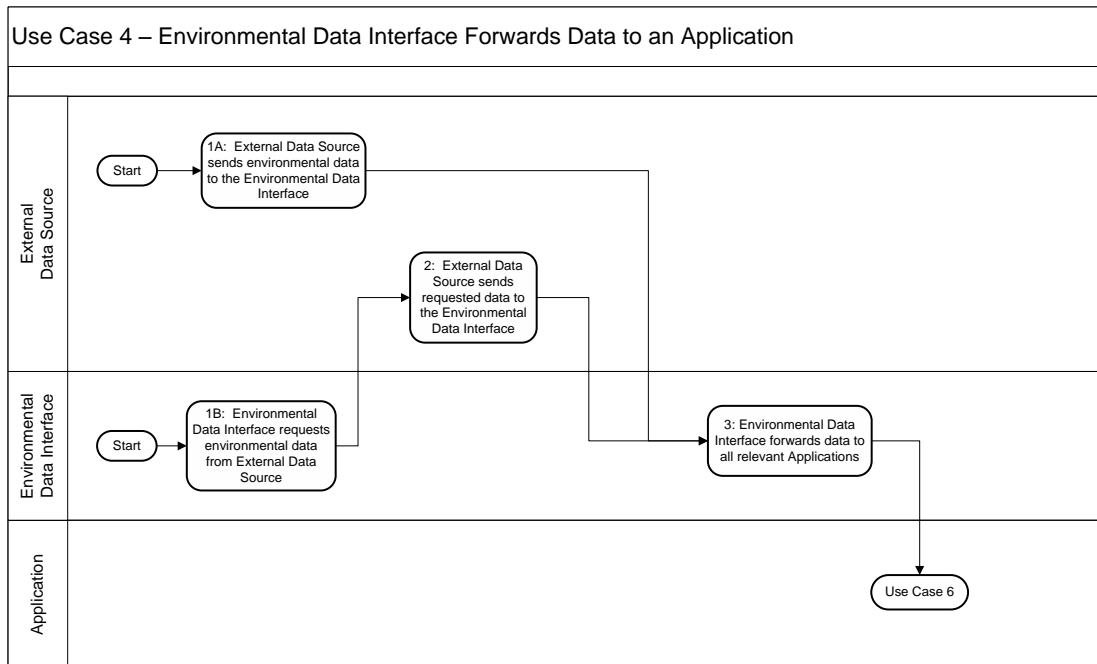 Use Case 4 – Environmental Data Interface Forwards Data to an Application
External
Data Source
Start
1A:  External Data Source
sends environmental data
to the Environmental Data
Interface
2:  External Data
Source sends
requested data to
the Environmental
Data Interface
Environmental
Data Interface
Start
1B:  Environmental
Data Interface requests
environmental data
from External Data
Source
3: Environmental Data
Interface forwards data to
all relevant Applications
Application
Use Case 6